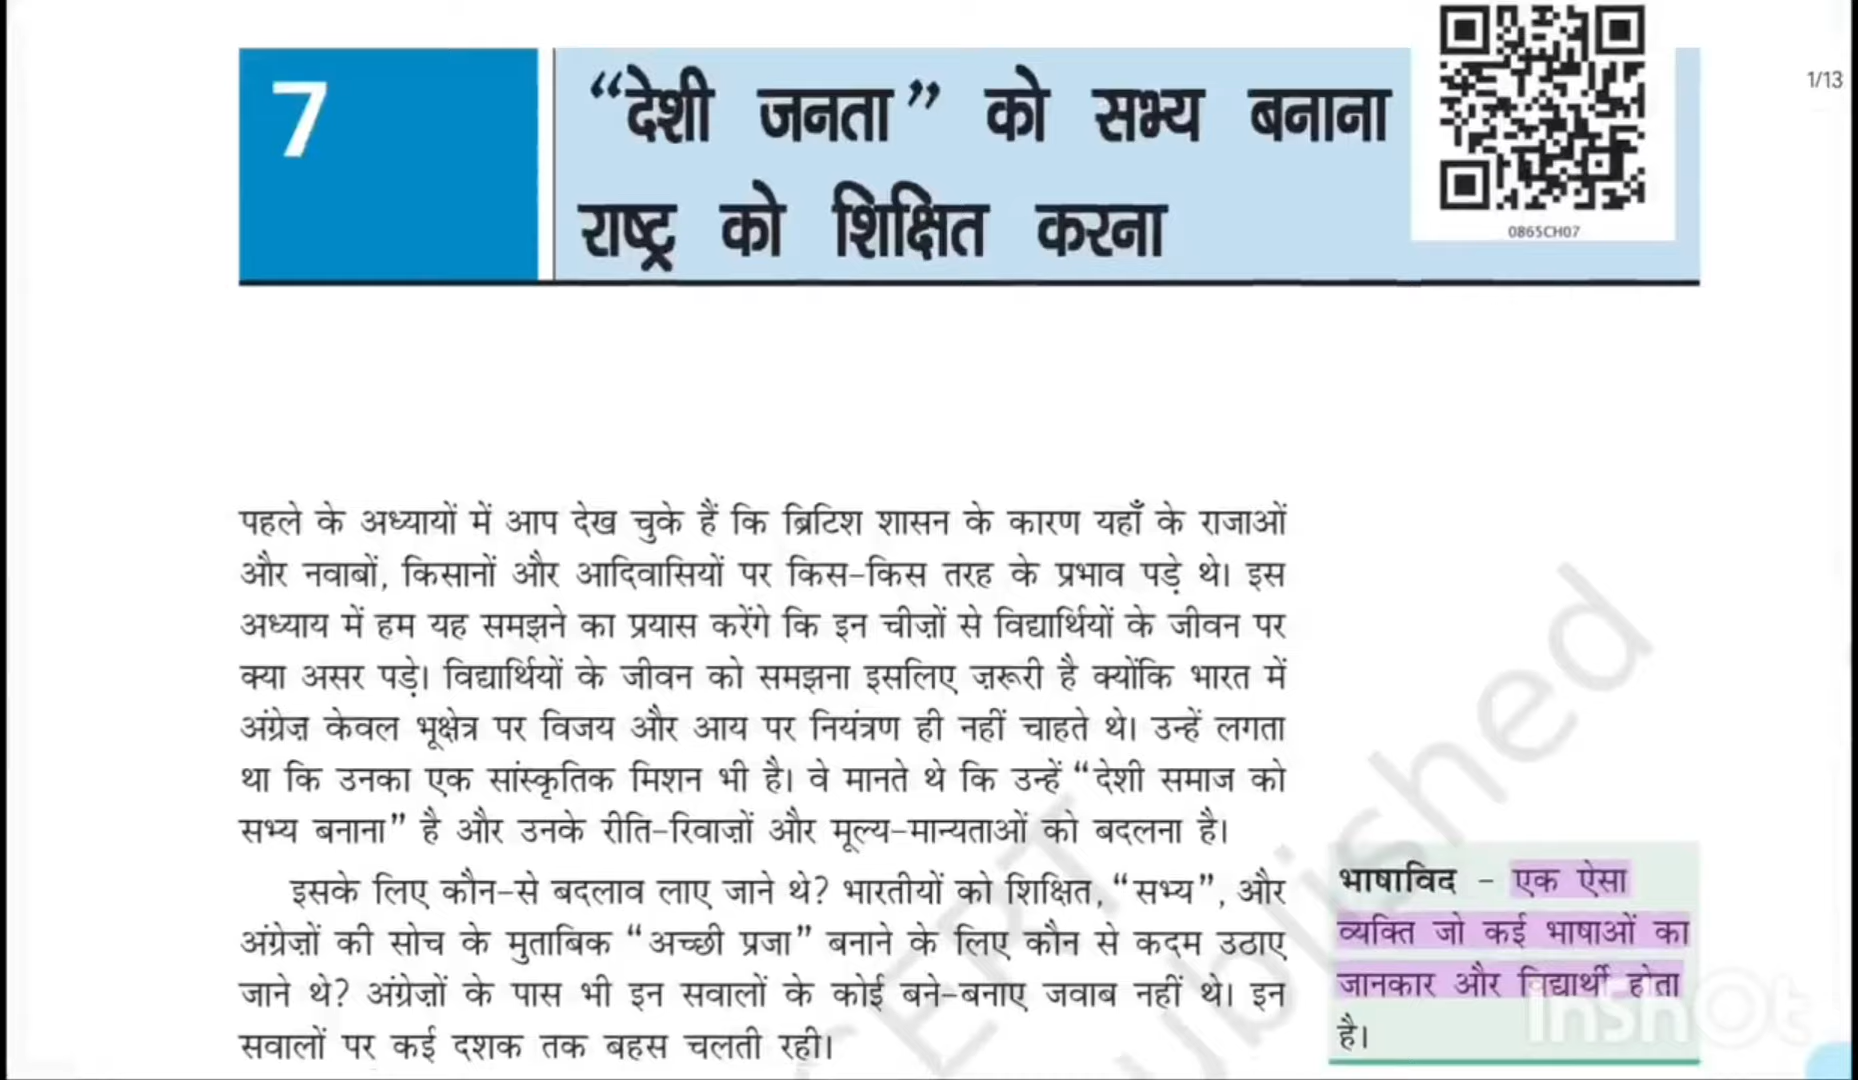 7
“देशी जनता” को सभ्य बनाना
राष्ट्र को शिक्षित करना
0865CH07
1/13
पहले के अध्यायों में आप देख चुके हैं कि ब्रिटिश शासन के कारण यहाँ के राजाओं
और नवाबों, किसानों और आदिवासियों पर किस-किस तरह के प्रभाव पड़े थे। इस
अध्याय में हम यह समझने का प्रयास करेंगे कि इन चीज़ों से विद्यार्थियों के जीवन पर
क्या असर पड़े। विद्यार्थियों के जीवन को समझना इसलिए ज़रूरी है क्योंकि भारत में
अंग्रेज़ केवल भूक्षेत्र पर विजय और आय पर नियंत्रण ही नहीं चाहते थे। उन्हें लगता
था कि उनका एक सांस्कृतिक मिशन भी है। वे मानते थे कि उन्हें “देशी समाज को
सभ्य बनाना” है और उनके रीति-रिवाज़ों और मूल्य-मान्यताओं को बदलना है।
इसके लिए कौन-से बदलाव लाए जाने थे? भारतीयों को शिक्षित, “सभ्य”, और
अंग्रेज़ों की सोच के मुताबिक “अच्छी प्रजा” बनाने के लिए कौन से कदम उठाए
जाने थे? अंग्रेज़ों के पास भी इन सवालों के कोई बने-बनाए जवाब नहीं थे। इन
सवालों पर कई दशक तक बहस चलती रही।
भाषाविद - एक ऐसा
व्यक्ति जो कई भाषाओं का
जानकार और विद्यार्थी होता
है।
InShOt